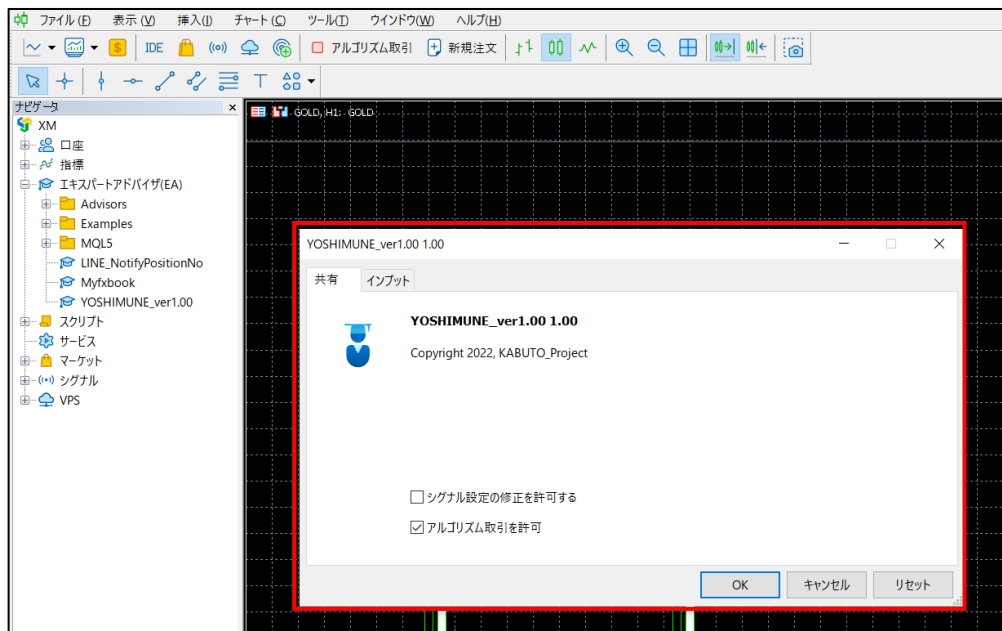 ファイル (F) 表示 (V) 挿入(I) チャート (C) ツール(T) ウインドウ(W) ヘルプ(H)
IDE アルゴリズム取引 新規注文
ナビゲータ
XM
口座
指標
エキスパートアドバイザ(EA)
Advisors
Examples
MQL5
LINE_NotifyPositionNo
Myfxbook
YOSHIMUNE_ver1.00
スクリプト
サービス
マーケット
シグナル
VPS
GOLD, H1: GOLD
YOSHIMUNE_ver1.00 1.00
共有 インプット
YOSHIMUNE_ver1.00 1.00
Copyright 2022, KABUTO_Project
シグナル設定の修正を許可する
アルゴリズム取引を許可
OK キャンセル リセット